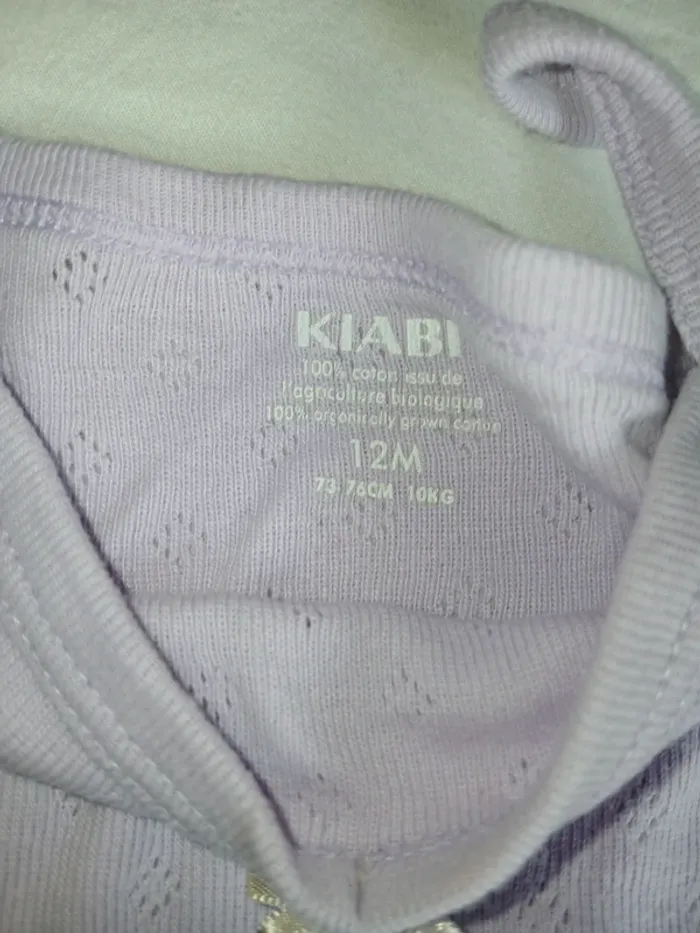 KIABI
100% coton issu de
l'agriculture biologique
100% organically grown cotton
12M
73 76CM 10KG